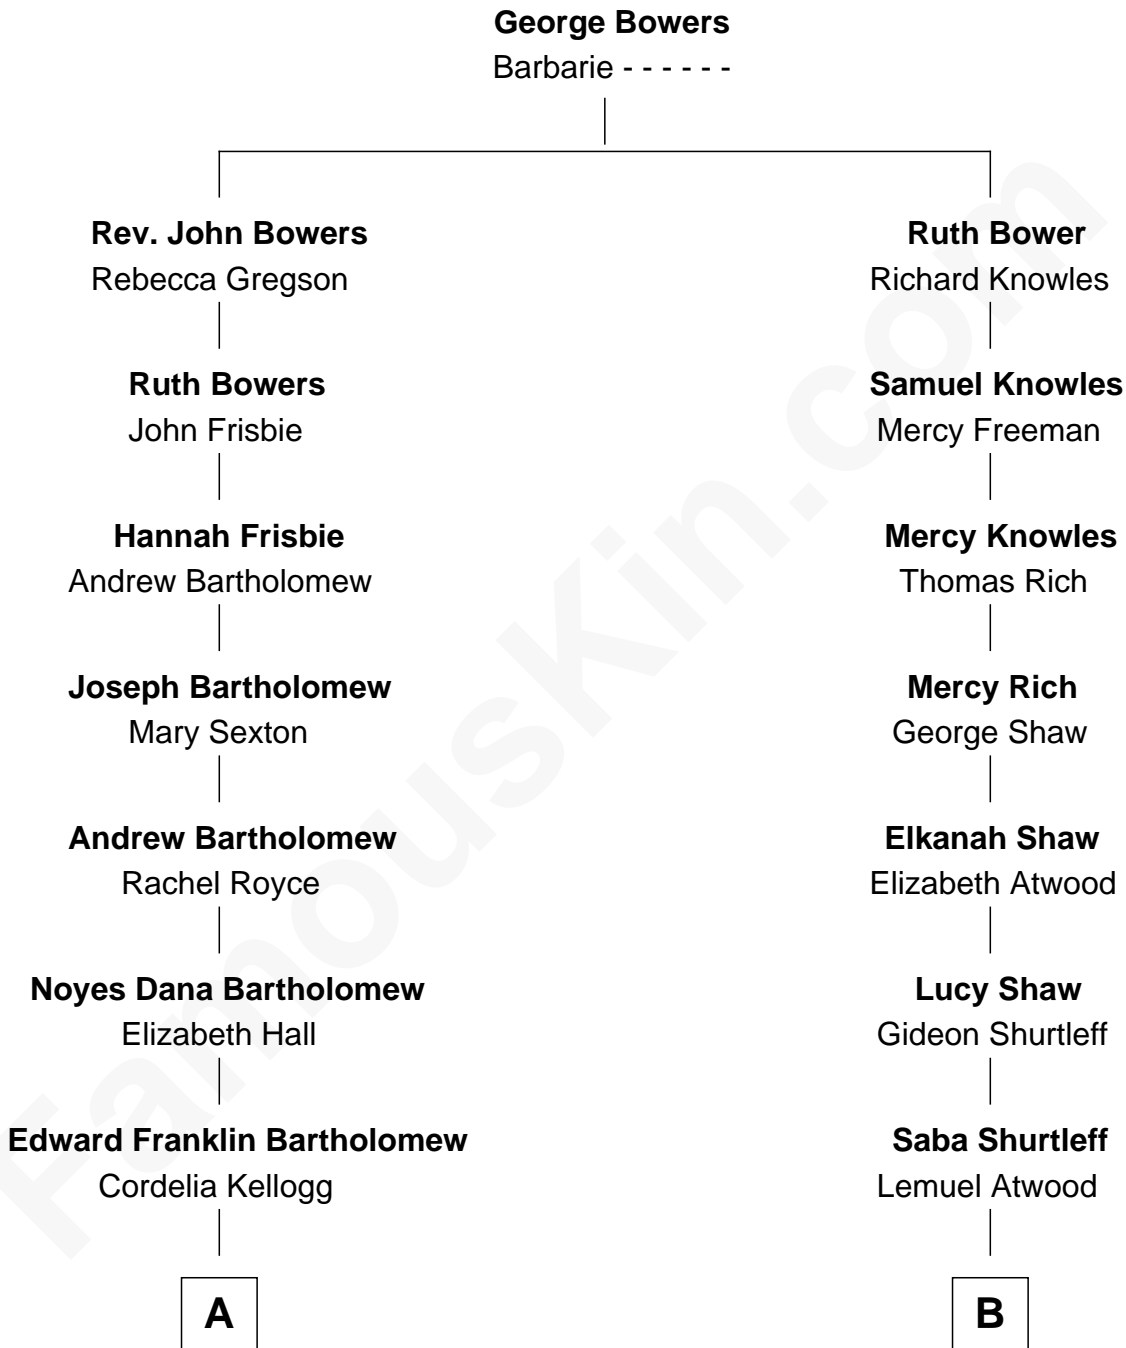 George Bowers
Barbarie - - - - - -
Rev. John Bowers
Rebecca Gregson
Ruth Bower
Richard Knowles
Ruth Bowers
John Frisbie
Samuel Knowles
Mercy Freeman
Hannah Frisbie
Andrew Bartholomew
Mercy Knowles
Thomas Rich
Joseph Bartholomew
Mary Sexton
Mercy Rich
George Shaw
Andrew Bartholomew
Rachel Royce
Elkanah Shaw
Elizabeth Atwood
Noyes Dana Bartholomew
Elizabeth Hall
Lucy Shaw
Gideon Shurtleff
Edward Franklin Bartholomew
Cordelia Kellogg
Saba Shurtleff
Lemuel Atwood
A
B
FamousKin.com